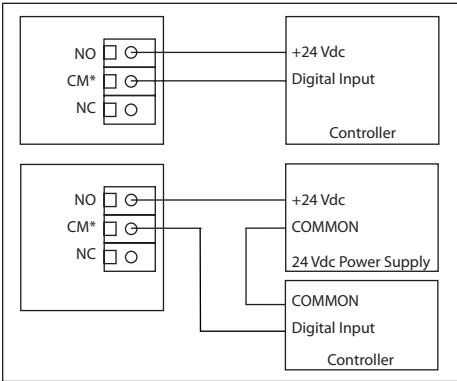 NO
+24 Vdc
CM*
Digital Input
NC
Controller
NO
+24 Vdc
CM*
COMMON
NC
24 Vdc Power Supply
COMMON
Digital Input
Controller